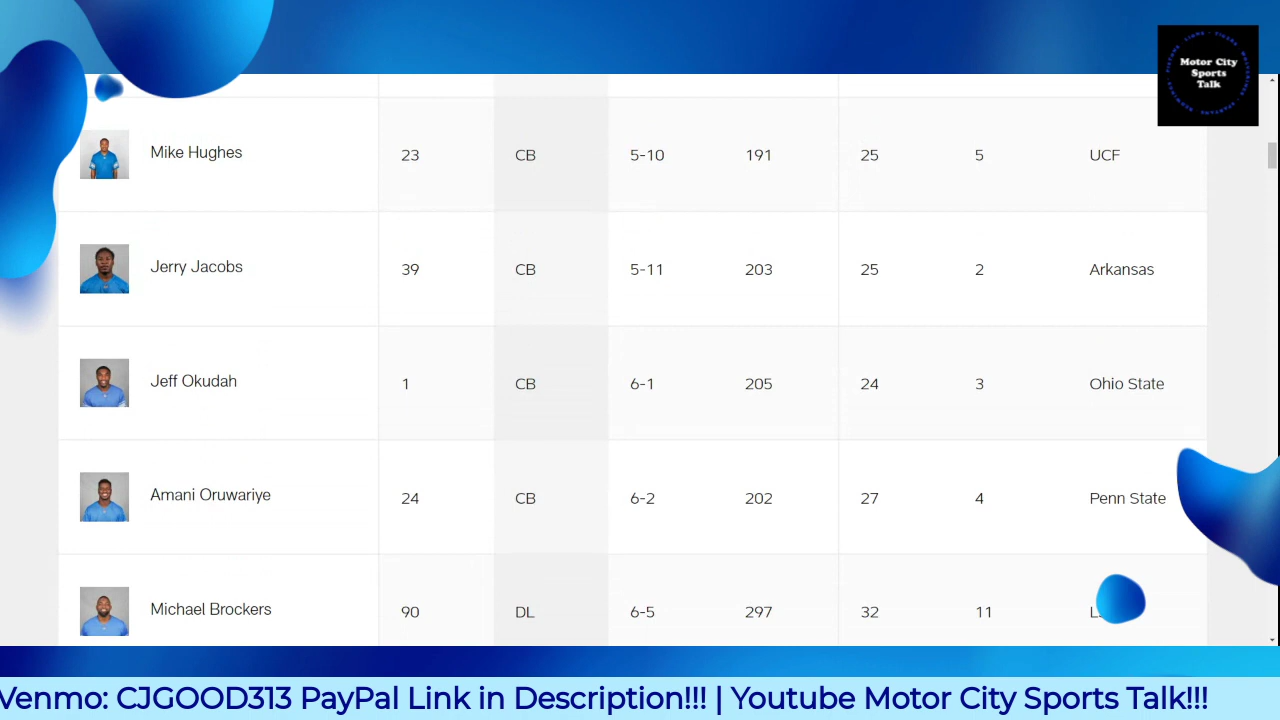 Motor City
Sports
Talk
Mike Hughes 23 CB 5-10 191 25 5 UCF
Jerry Jacobs 39 CB 5-11 203 25 2 Arkansas
Jeff Okudah 1 CB 6-1 205 24 3 Ohio State
Amani Oruwariye 24 CB 6-2 202 27 4 Penn State
Michael Brockers 90 DL 6-5 297 32 11
Venmo: CJGOOD313 PayPal Link in Description!!! | Youtube Motor City Sports Talk!!!